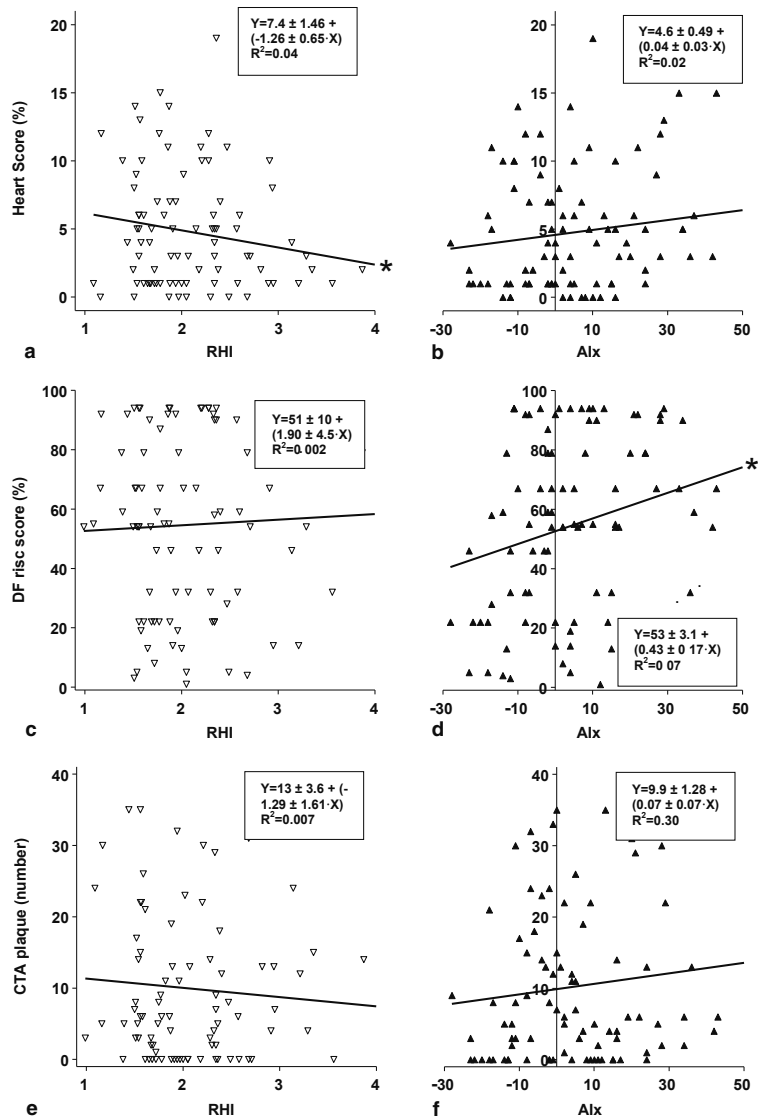 20
15
10
5
0
Heart Score (%)
Y=7.4 ± 1.46 +
(-1.26 ± 0.65·X)
R²=0.04
*
1 2 3 4
a
RHI
20
15
10
5
0
Y=4.6 ± 0.49 +
(0.04 ± 0.03·X)
R²=0.02
-30 -10 10 30 50
b
AIx
100
80
60
40
20
0
DF risc score (%)
Y=51 ± 10 +
(1.90 ± 4.5·X)
R²=0.002
1 2 3 4
c
RHI
100
80
60
40
20
0
*
Y=53 ± 3.1 +
(0.43 ± 0 17·X)
R²=0 07
-30 -10 10 30 50
d
AIx
40
30
20
10
0
CTA plaque (number)
Y=13 ± 3.6 + (-
1.29 ± 1.61·X)
R²=0.007
1 2 3 4
e
RHI
40
30
20
10
0
Y=9.9 ± 1.28 +
(0.07 ± 0.07·X)
R²=0.30
-30 -10 10 30 50
f
AIx